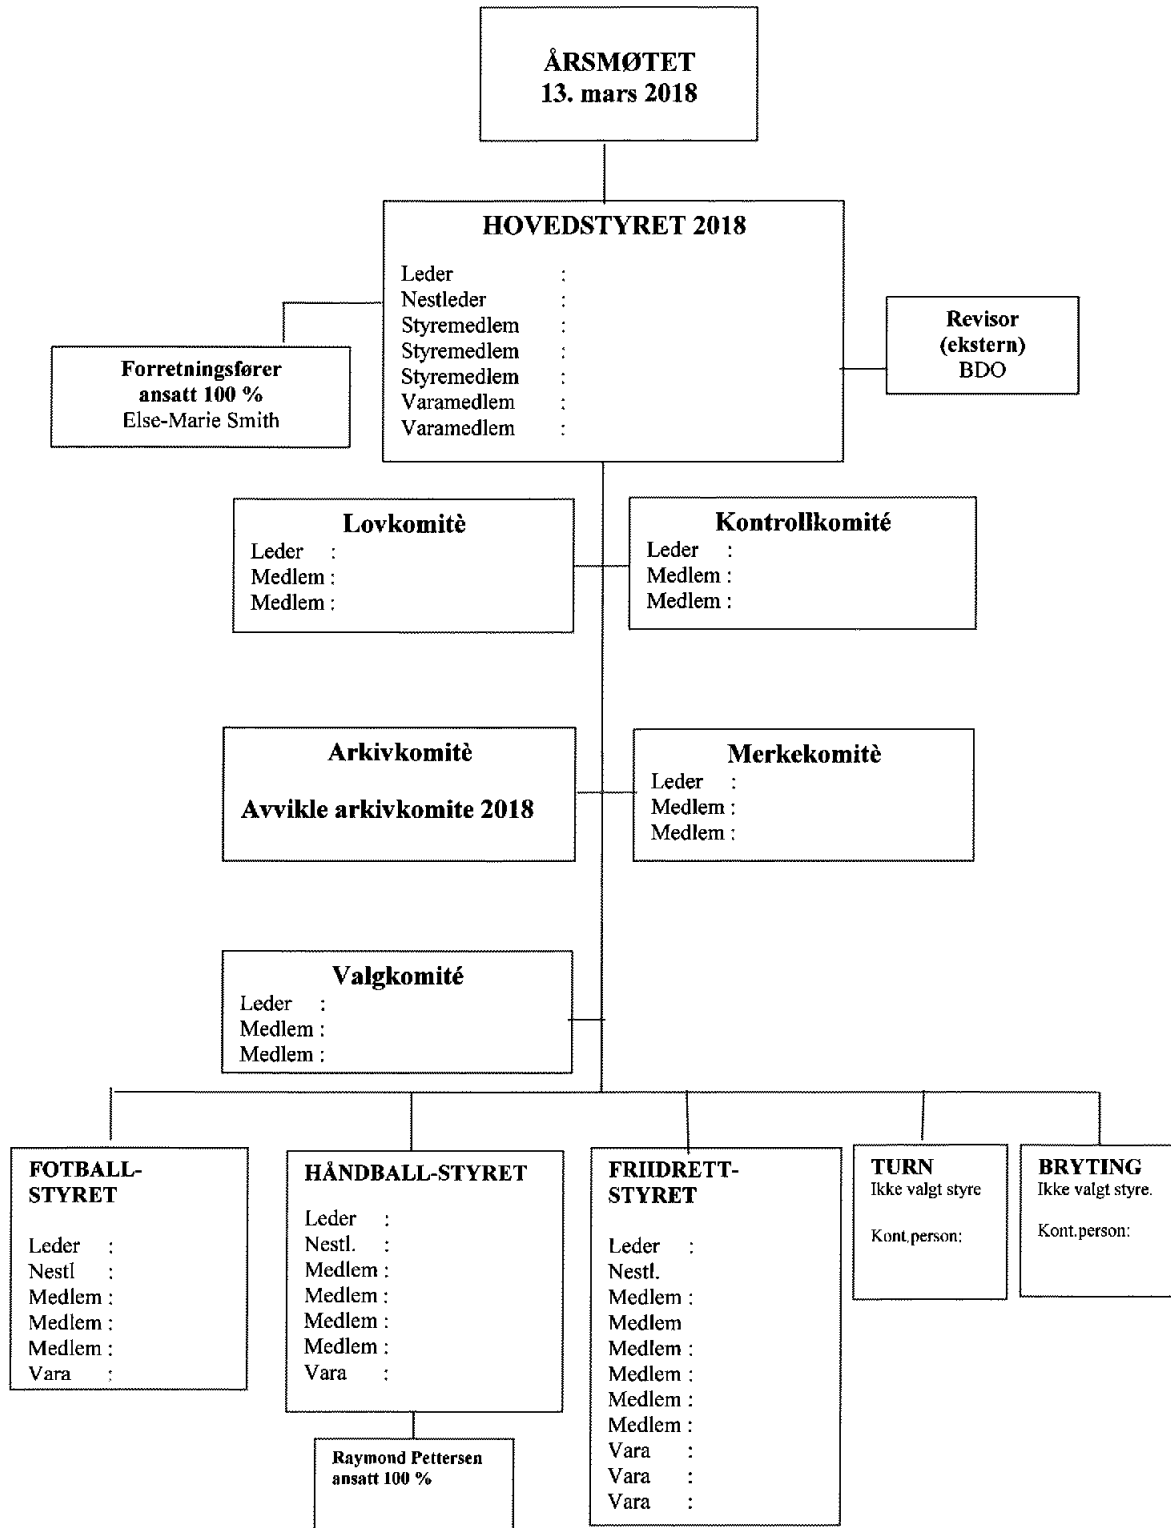 ÅRSMØTET
13. mars 2018
HOVEDSTYRET 2018
Leder :
Nestleder :
Styremedlem :
Styremedlem :
Styremedlem :
Varamedlem :
Varamedlem :
Forretningsfører
ansatt 100 %
Else-Marie Smith
Revisor
(ekstern)
BDO
Lovkomitè
Leder :
Medlem :
Medlem :
Kontrollkomité
Leder :
Medlem :
Medlem :
Arkivkomitè
Avvikle arkivkomite 2018
Merkekomitè
Leder :
Medlem :
Medlem :
Valgkomité
Leder :
Medlem :
Medlem :
FOTBALL-
STYRET
Leder :
Nestl :
Medlem :
Medlem :
Medlem :
Vara :
HÅNDBALL-STYRET
Leder :
Nestl. :
Medlem :
Medlem :
Medlem :
Medlem :
Vara :
Raymond Pettersen
ansatt 100 %
FRIIDRETT-
STYRET
Leder :
Nestl.
Medlem :
Medlem
Medlem :
Medlem :
Medlem :
Medlem :
Vara :
Vara :
Vara :
TURN
Ikke valgt styre
Kont.person:
BRYTING
Ikke valgt styre.
Kont.person: